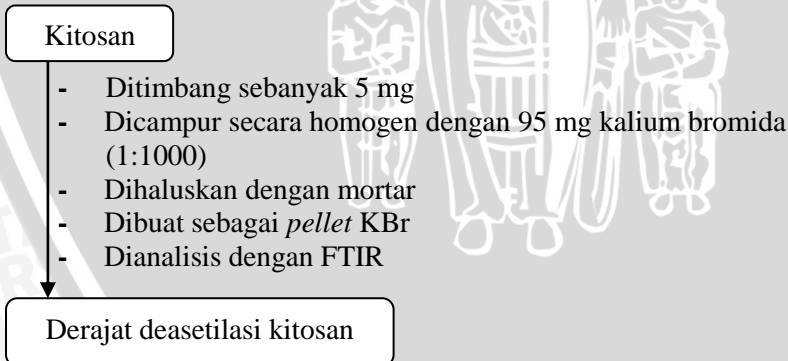 Kitosan
- Ditimbang sebanyak 5 mg
- Dicampur secara homogen dengan 95 mg kalium bromida
(1:1000)
- Dihaluskan dengan mortar
- Dibuat sebagai pellet KBr
- Dianalisis dengan FTIR
Derajat deasetilasi kitosan